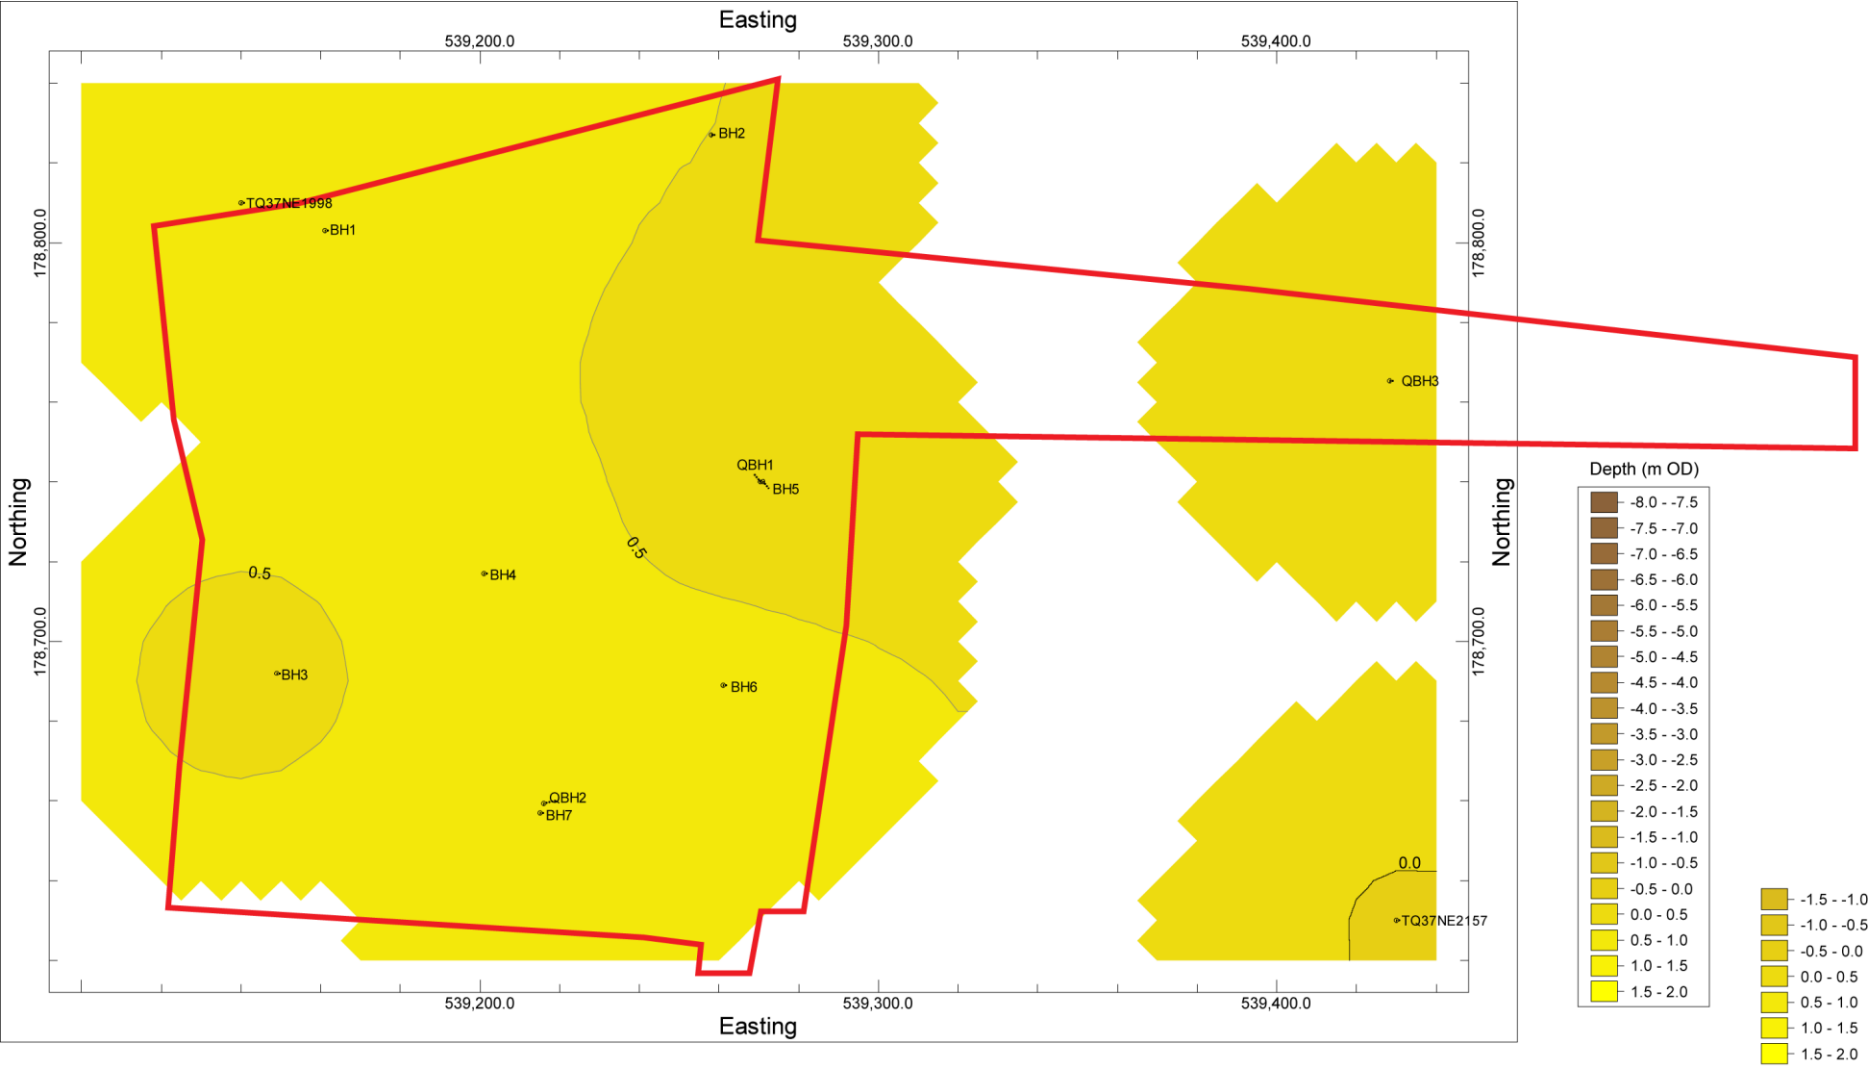 Easting
539,200.0 539,300.0 539,400.0
BH2
TQ37NE1998
BH1
178,800.0
178,800.0
QBH3
QBH1
BH5
Depth (m OD)
Northing
Northing
0.5
0.5
BH4
BH3
BH6
178,700.0
178,700.0
QBH2
BH7
0.0
TQ37NE2157
-8.0 - -7.5
-7.5 - -7.0
-7.0 - -6.5
-6.5 - -6.0
-6.0 - -5.5
-5.5 - -5.0
-5.0 - -4.5
-4.5 - -4.0
-4.0 - -3.5
-3.5 - -3.0
-3.0 - -2.5
-2.5 - -2.0
-2.0 - -1.5
-1.5 - -1.0
-1.0 - -0.5
-0.5 - 0.0
0.0 - 0.5
0.5 - 1.0
1.0 - 1.5
1.5 - 2.0
-1.5 - -1.0
-1.0 - -0.5
-0.5 - 0.0
0.0 - 0.5
0.5 - 1.0
1.0 - 1.5
1.5 - 2.0
539,200.0 539,300.0 539,400.0
Easting